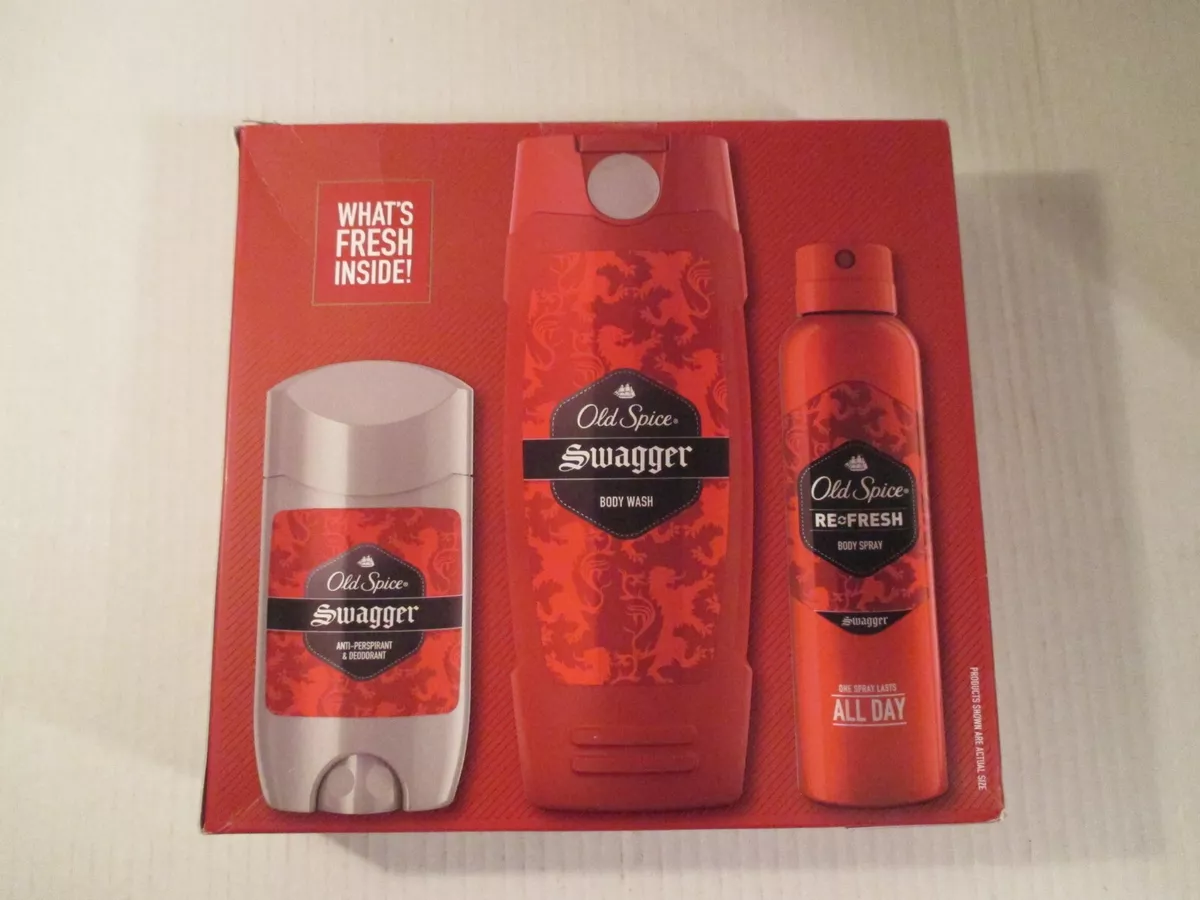 WHAT'S
FRESH
INSIDE!
Old Spice
Swagger
ANTI-PERSPIRANT
& DEODORANT
Old Spice
Swagger
BODY WASH
Old Spice
RE-FRESH
BODY SPRAY
Swagger
ONE SPRAY LASTS
ALL DAY
PRODUCTS SHOWN ARE ACTUAL SIZE